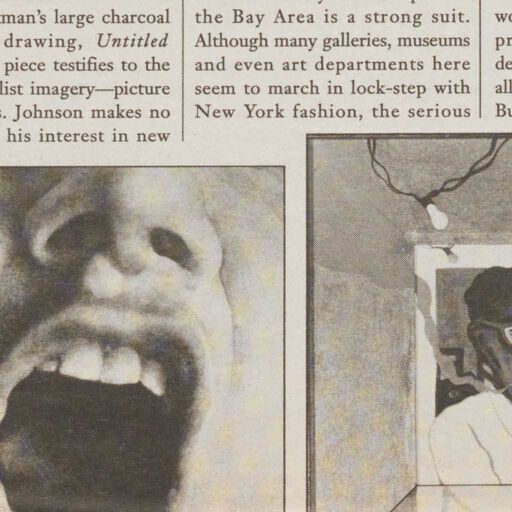 man's large charcoal
drawing, Untitled
piece testifies to the
list imagery—picture
s. Johnson makes no
his interest in new
the Bay Area is a strong suit.
Although many galleries, museums
and even art departments here
seem to march in lock-step with
New York fashion, the serious
wo
pr
de
all
Bu